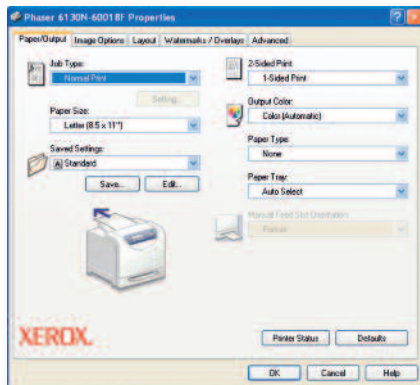 Phaser 6130N-60018F Properties
Paper/Output Image Options Layout Watermarks / Overlays Advanced
Job Type:
Normal Print
Setting...
Paper Size:
Letter (8.5 x 11")
Saved Settings:
A Standard
Save... Edit...
2-Sided Print
1-Sided Print
Output Color:
Color (Automatic)
Paper Type:
None
Paper Tray:
Auto Select
Manual Feed Slot Orientation:
Portrait
XEROX.
Printer Status Defaults
OK Cancel Help